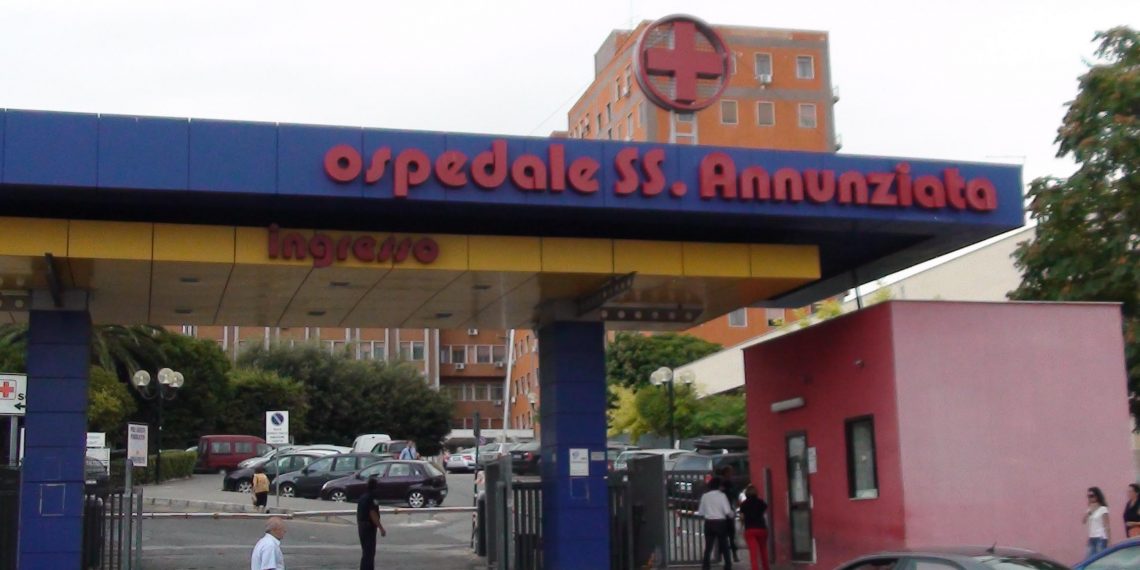 ospedale SS. Annunziata
ingresso